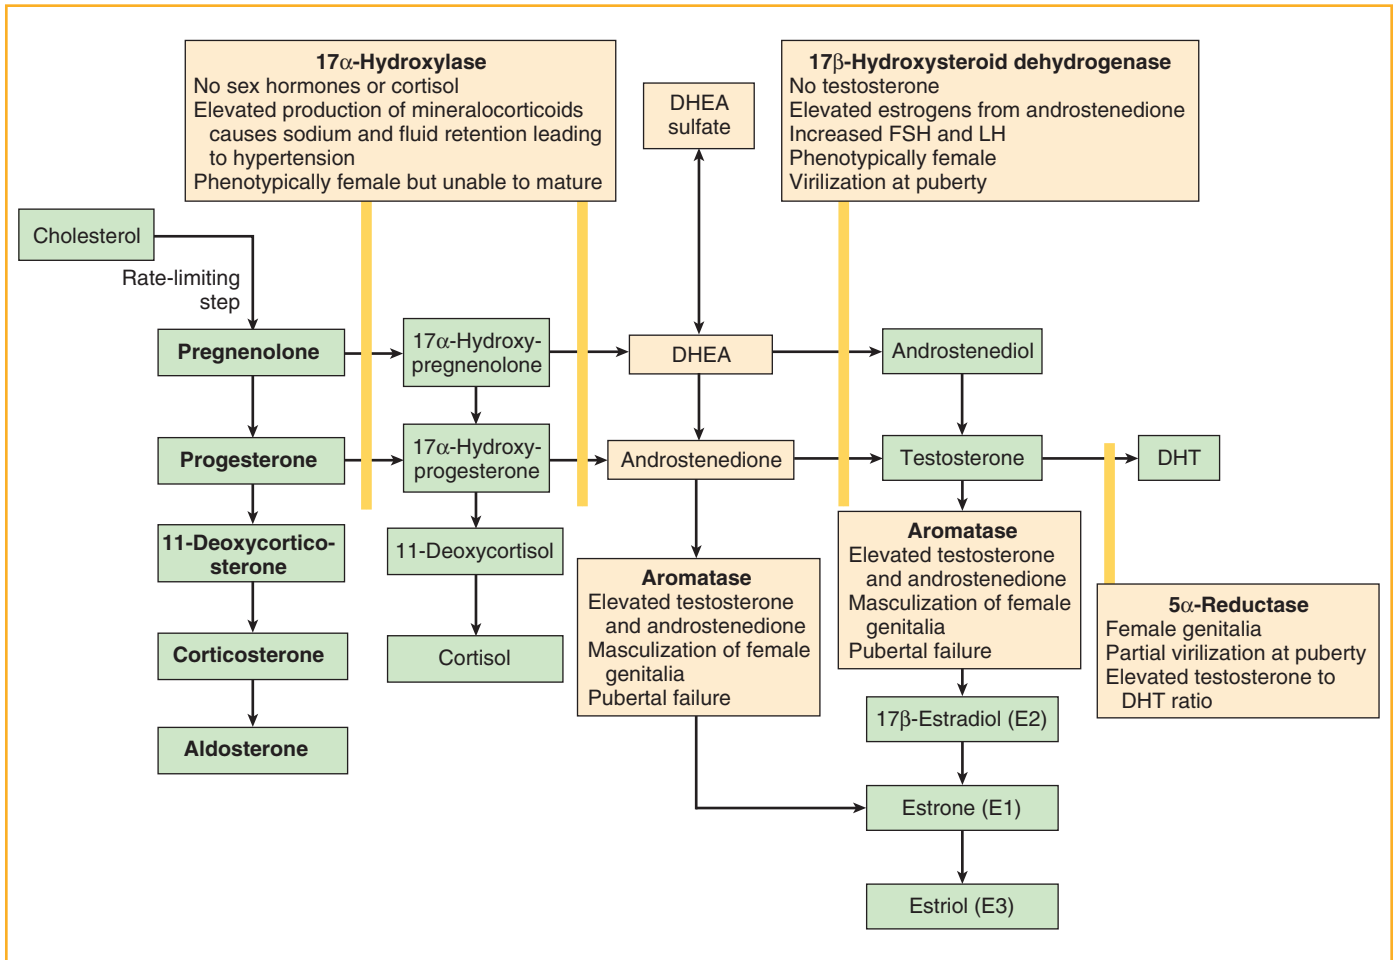 17α-Hydroxylase
No sex hormones or cortisol
Elevated production of mineralocorticoids
causes sodium and fluid retention leading
to hypertension
Phenotypically female but unable to mature
DHEA
sulfate
17β-Hydroxysteroid dehydrogenase
No testosterone
Elevated estrogens from androstenedione
Increased FSH and LH
Phenotypically female
Virilization at puberty
Cholesterol
Rate-limiting
step
Pregnenolone
17α-Hydroxy-
pregnenolone
DHEA
Androstenediol
Progesterone
17α-Hydroxy-
progesterone
Androstenedione
Testosterone
DHT
11-Deoxycortico-
sterone
11-Deoxycortisol
Aromatase
Elevated testosterone
and androstenedione
Masculization of female
genitalia
Pubertal failure
Aromatase
Elevated testosterone
and androstenedione
Masculization of female
genitalia
Pubertal failure
5α-Reductase
Female genitalia
Partial virilization at puberty
Elevated testosterone to
DHT ratio
Corticosterone
Cortisol
Aldosterone
17β-Estradiol (E2)
Estrone (E1)
Estriol (E3)